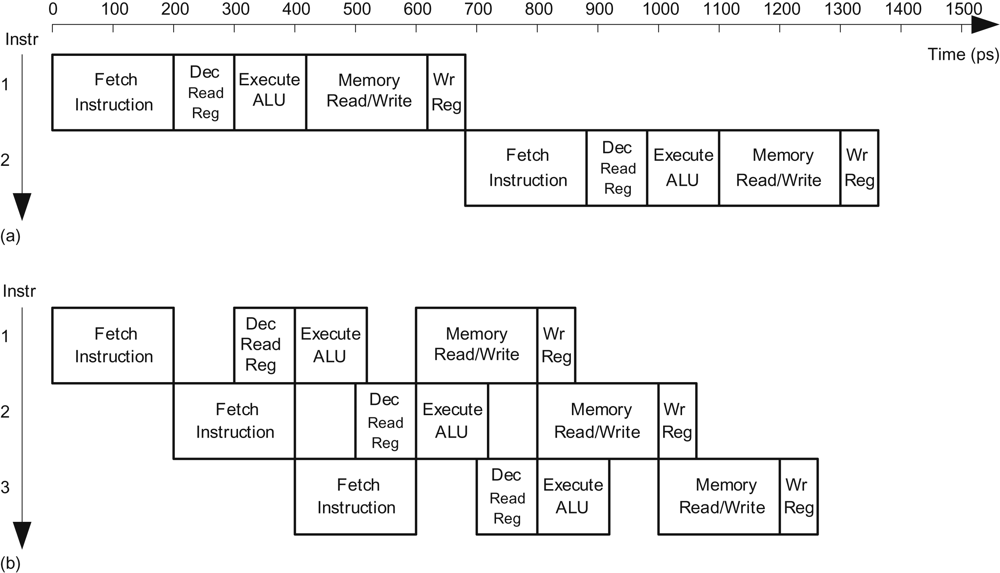 0 100 200 300 400 500 600 700 800 900 1000 1100 1200 1300 1400 1500
Time (ps)
Instr
1
Fetch
Instruction
Dec
Read
Reg
Execute
ALU
Memory
Read/Write
Wr
Reg
2
Fetch
Instruction
Dec
Read
Reg
Execute
ALU
Memory
Read/Write
Wr
Reg
(a)
Instr
1
Fetch
Instruction
Dec
Read
Reg
Execute
ALU
Memory
Read/Write
Wr
Reg
2
Fetch
Instruction
Dec
Read
Reg
Execute
ALU
Memory
Read/Write
Wr
Reg
3
Fetch
Instruction
Dec
Read
Reg
Execute
ALU
Memory
Read/Write
Wr
Reg
(b)